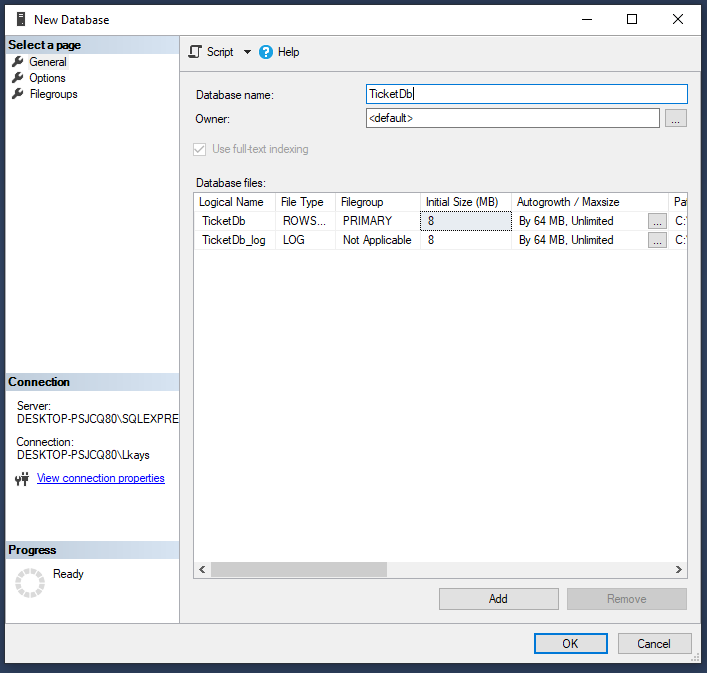 New Database
Select a page
General
Options
Filegroups
Script
Help
Database name:
TicketDb
Owner:
<default>
...
Use full-text indexing
Database files:
Logical Name File Type Filegroup Initial Size (MB) Autogrowth / Maxsize Pa
TicketDb ROWS... PRIMARY 8 By 64 MB, Unlimited ... C:
TicketDb_log LOG Not Applicable 8 By 64 MB, Unlimited ... C:
Connection
Server:
DESKTOP-PSJCQ80\SQLEXPRE
Connection:
DESKTOP-PSJCQ80\Lkays
View connection properties
Progress
Ready
Add
Remove
OK
Cancel